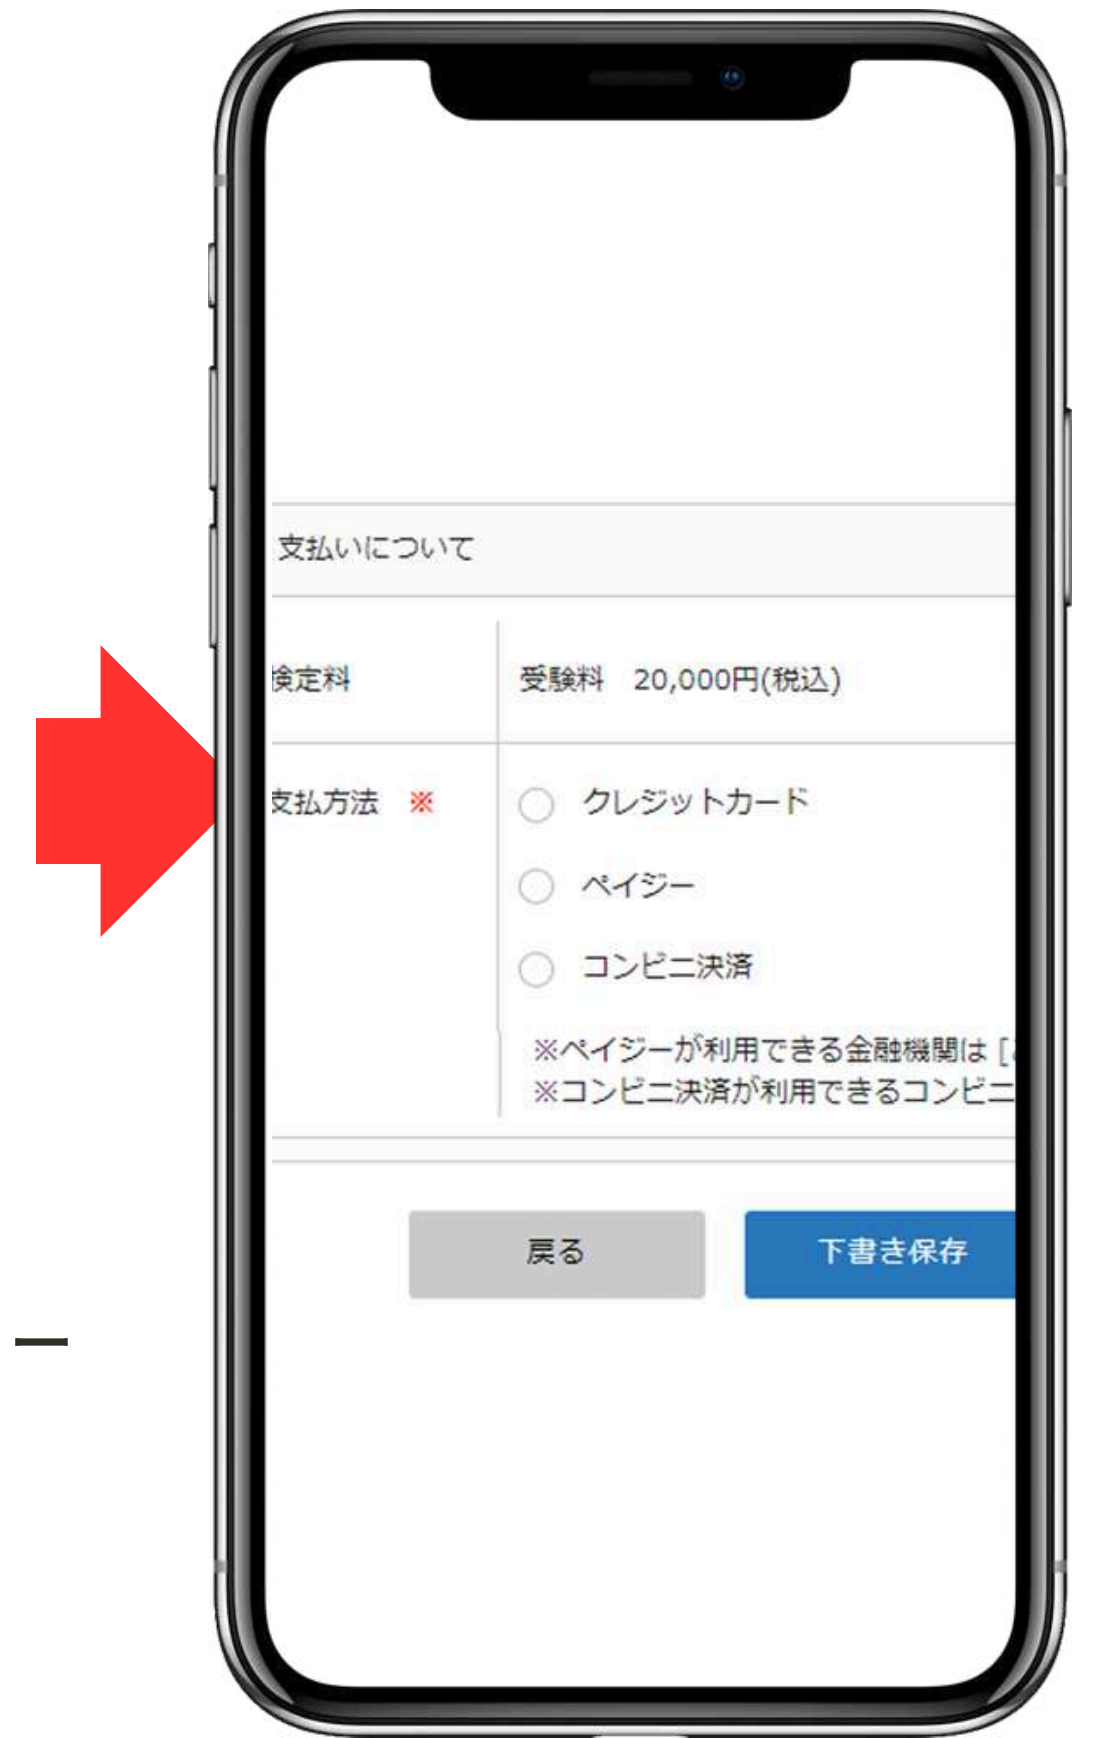 支払いについて
検定料 受験料 20,000円(税込)
支払方法 ※ クレジットカード
ペイジー
コンビニ決済
※ペイジーが利用できる金融機関は [
※コンビニ決済が利用できるコンビニ
戻る 下書き保存